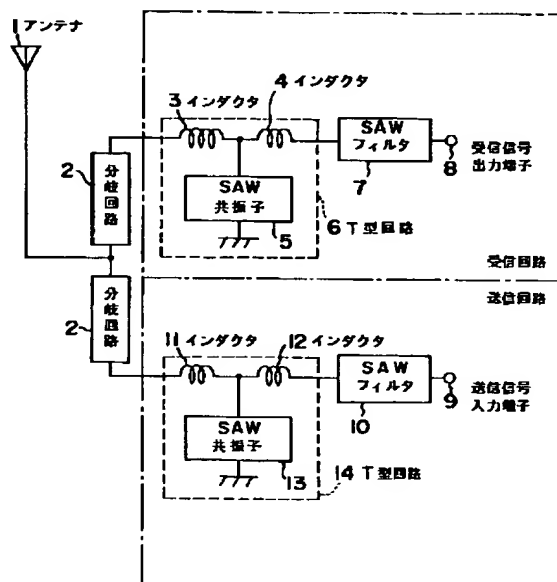 1 アンテナ
3 インダクタ
4 インダクタ
2
分岐回路
SAW
共振子
5
6 T型回路
SAW
フィルタ
7
8
受信信号
出力端子
受信回路
送信回路
2
分岐回路
11 インダクタ
12 インダクタ
SAW
共振子
13
14 T型回路
SAW
フィルタ
10
9
送信信号
入力端子